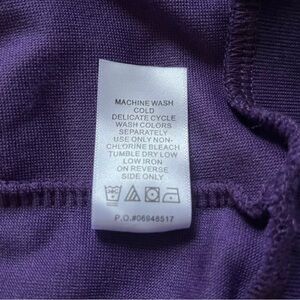 MACHINE WASH
COLD
DELICATE CYCLE
WASH COLORS
SEPARATELY
USE ONLY NON-
CHLORINE BLEACH
TUMBLE DRY LOW
LOW IRON
ON REVERSE
SIDE ONLY
P.O.#06948517